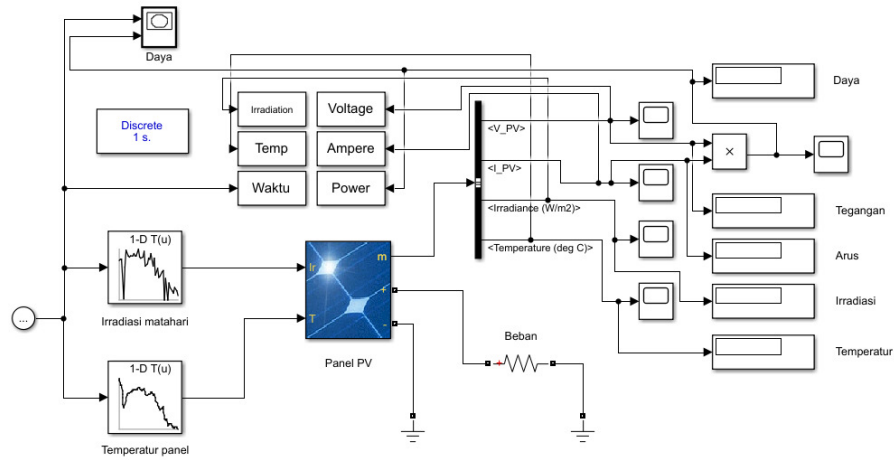 Daya
Discrete
1 s.
Irradiation
Voltage
Temp
Ampere
Waktu
Power
<V_PV>
<I_PV>
<Irradiance (W/m2)>
<Temperature (deg C)>
×
Daya
Tegangan
Arus
Irradiasi
Temperatur
1-D T(u)
Irradiasi matahari
...
1-D T(u)
Temperatur panel
Ir
T
m
+
-
Panel PV
Beban
+